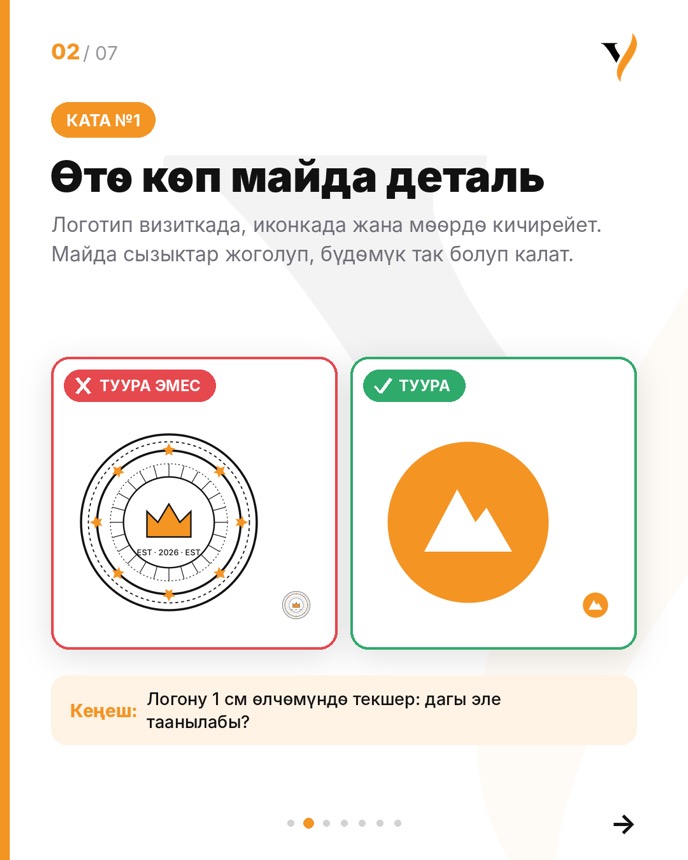 02 / 07
КАТА №1
Өтө көп майда деталь
Логотип визиткада, иконкада жана мөөрдө кичирейет.
Майда сызыктар жоголуп, бүдөмүк так болуп калат.
ТУУРА ЭМЕС
ТУУРА
EST · 2026 · EST
Кеңеш: Логону 1 см өлчөмүндө текшер: дагы эле
таанылабы?